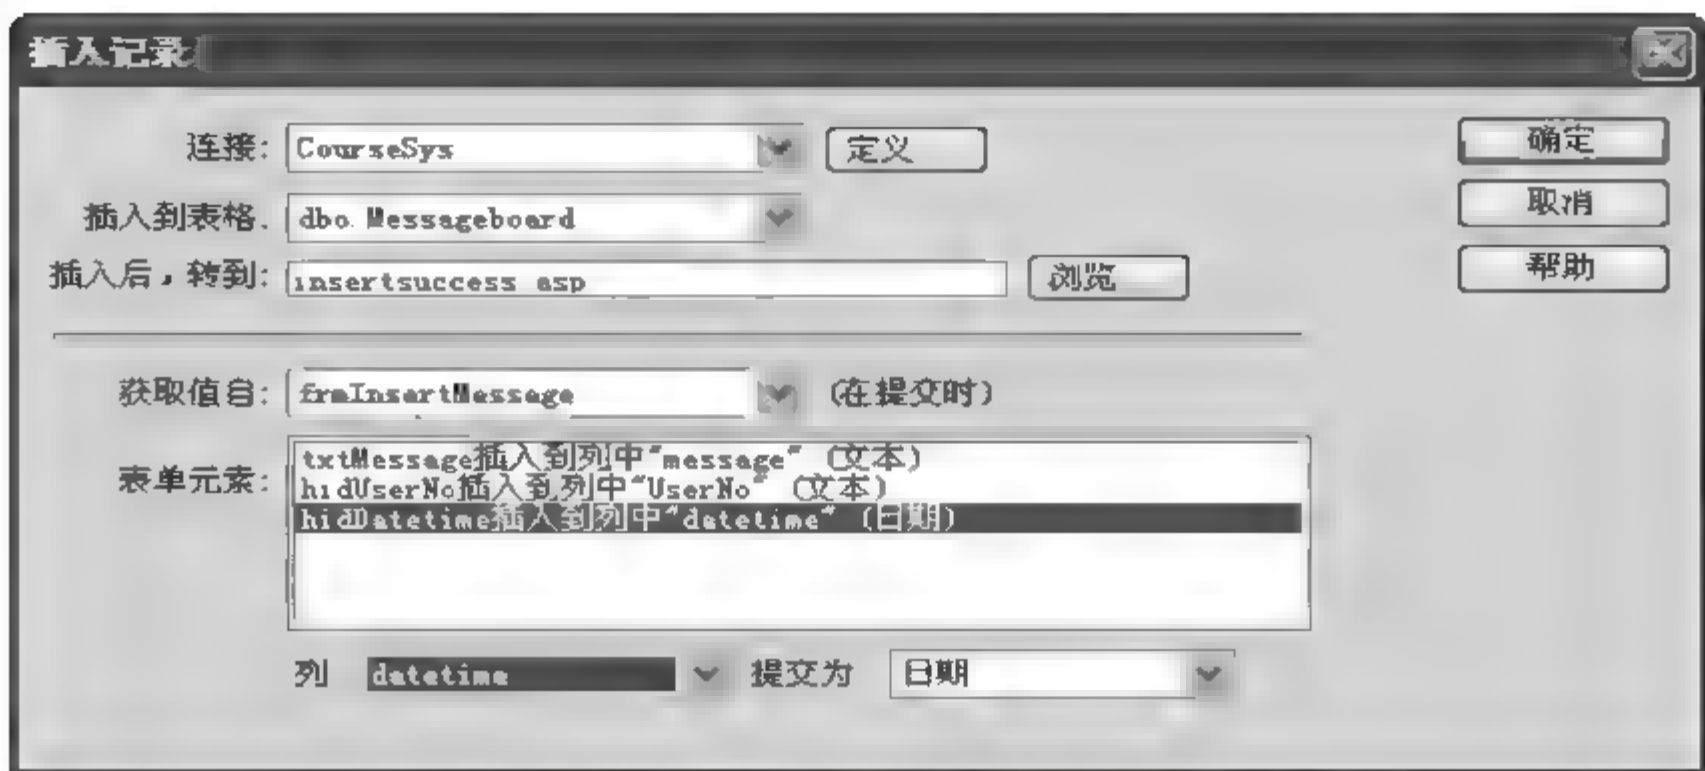 插入记录
连接: CourseSys 定义 确定
插入到表格. dbo.Messageboard 取消
插入后，转到: insertsuccess asp 浏览 帮助
获取值自: frmInsertMessage (在提交时)
表单元素: txtMessage插入到列中"message" (文本)
hidUserNo插入到列中"UserNo" (文本)
hidDatetime插入到列中"datetime" (日期)
列 datetime 提交为 日期